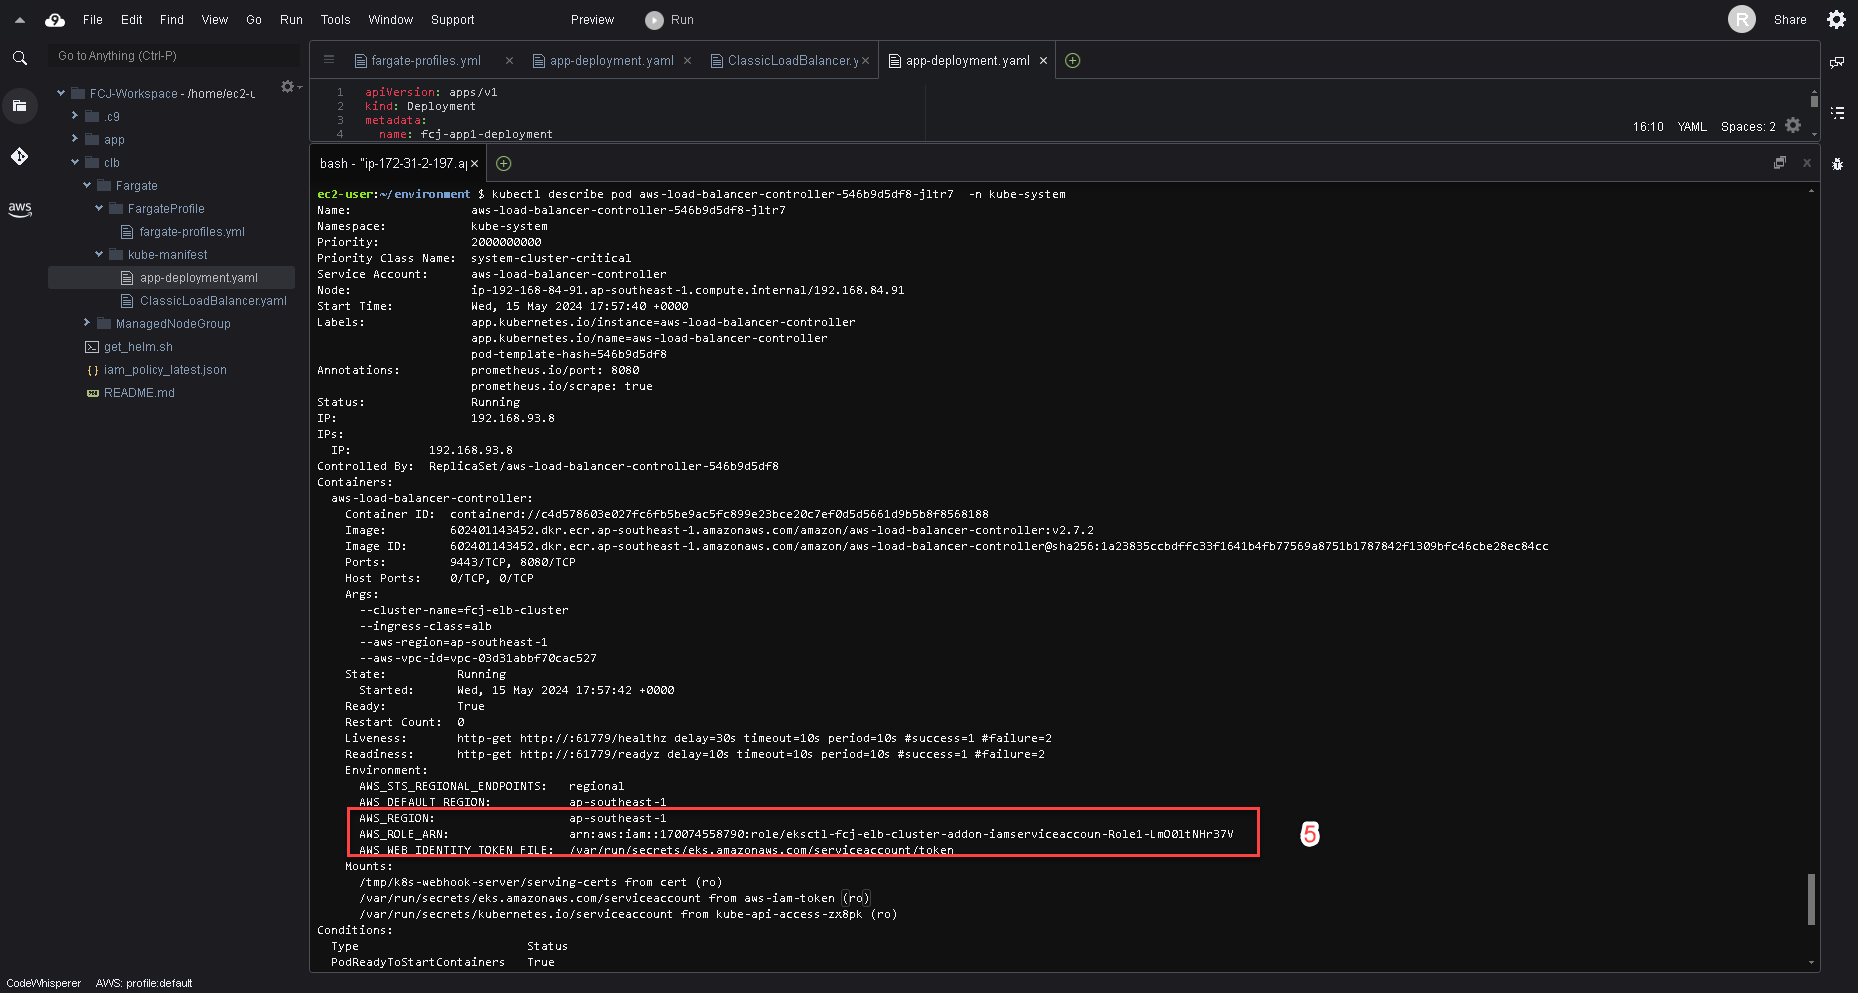 File Edit Find View Go Run Tools Window Support Preview Run R Share
Go to Anything (Ctrl-P)
FCJ-Workspace - /home/ec2-u
.c9
app
clb
Fargate
FargateProfile
fargate-profiles.yml
kube-manifest
app-deployment.yaml
ClassicLoadBalancer.yaml
ManagedNodeGroup
get_helm.sh
iam_policy_latest.json
README.md
aws
fargate-profiles.yml app-deployment.yaml ClassicLoadBalancer.y app-deployment.yaml
1 apiVersion: apps/v1
2 kind: Deployment
3 metadata:
4 name: fcj-app1-deployment
16:10 YAML Spaces: 2
bash - "ip-172-31-2-197.ap
ec2-user:~/environment $ kubectl describe pod aws-load-balancer-controller-546b9d5df8-jltr7 -n kube-system
Name: aws-load-balancer-controller-546b9d5df8-jltr7
Namespace: kube-system
Priority: 2000000000
Priority Class Name: system-cluster-critical
Service Account: aws-load-balancer-controller
Node: ip-192-168-84-91.ap-southeast-1.compute.internal/192.168.84.91
Start Time: Wed, 15 May 2024 17:57:40 +0000
Labels: app.kubernetes.io/instance=aws-load-balancer-controller
app.kubernetes.io/name=aws-load-balancer-controller
pod-template-hash=546b9d5df8
Annotations: prometheus.io/port: 8080
prometheus.io/scrape: true
Status: Running
IP: 192.168.93.8
IPs:
IP: 192.168.93.8
Controlled By: ReplicaSet/aws-load-balancer-controller-546b9d5df8
Containers:
aws-load-balancer-controller:
Container ID: containerd://c4d578603e027fc6fb5be9ac5fc899e23bce20c7ef0d5d5661d9b5b8f8568188
Image: 602401143452.dkr.ecr.ap-southeast-1.amazonaws.com/amazon/aws-load-balancer-controller:v2.7.2
Image ID: 602401143452.dkr.ecr.ap-southeast-1.amazonaws.com/amazon/aws-load-balancer-controller@sha256:1a23835ccbdffc33f1641b4fb77569a8751b1787842f1309bfc46cbe28ec84cc
Ports: 9443/TCP, 8080/TCP
Host Ports: 0/TCP, 0/TCP
Args:
--cluster-name=fcj-elb-cluster
--ingress-class=alb
--aws-region=ap-southeast-1
--aws-vpc-id=vpc-03d31abbf70cac527
State: Running
Started: Wed, 15 May 2024 17:57:42 +0000
Ready: True
Restart Count: 0
Liveness: http-get http://:61779/healthz delay=30s timeout=10s period=10s #success=1 #failure=2
Readiness: http-get http://:61779/readyz delay=10s timeout=10s period=10s #success=1 #failure=2
Environment:
AWS_STS_REGIONAL_ENDPOINTS: regional
AWS_DEFAULT_REGION: ap-southeast-1
AWS_REGION: ap-southeast-1
AWS_ROLE_ARN: arn:aws:iam::170074558790:role/eksctl-fcj-elb-cluster-addon-iamserviceaccoun-Role1-LmO0ltNHr37V
AWS_WEB_IDENTITY_TOKEN_FILE: /var/run/secrets/eks.amazonaws.com/serviceaccount/token
5
Mounts:
/tmp/k8s-webhook-server/serving-certs from cert (ro)
/var/run/secrets/eks.amazonaws.com/serviceaccount from aws-iam-token (ro)
/var/run/secrets/kubernetes.io/serviceaccount from kube-api-access-zx8pk (ro)
Conditions:
Type Status
PodReadyToStartContainers True
CodeWhisperer AWS: profile:default